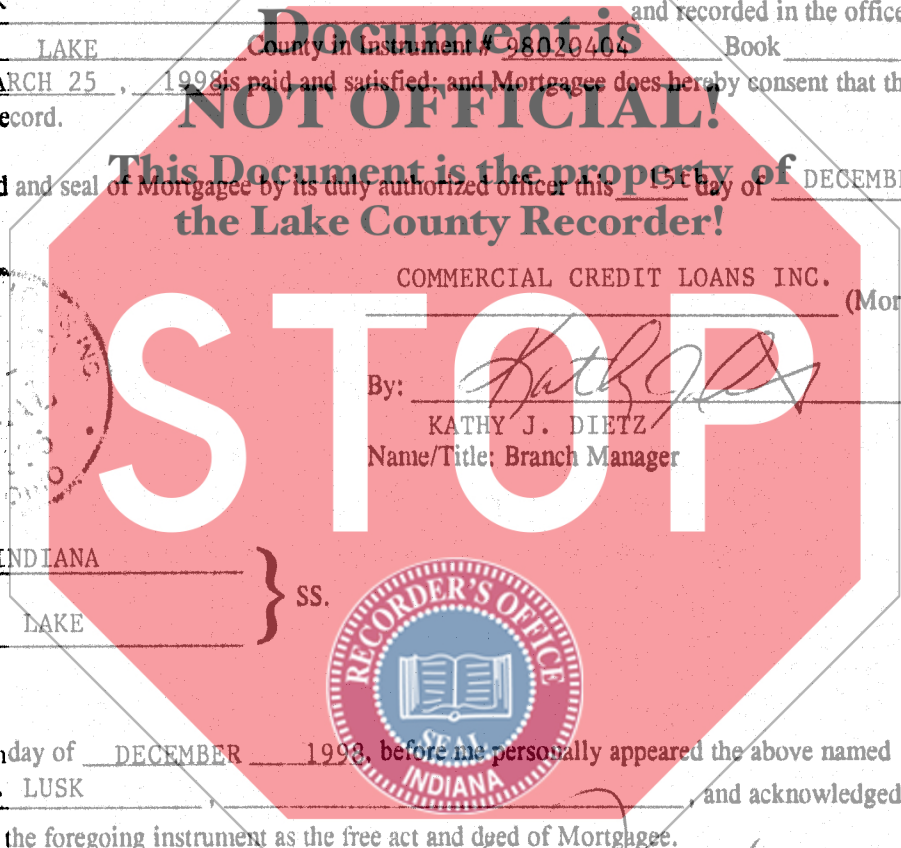 Document is
and recorded in the office
LAKE County in Instrument # 98020404 Book
ARCH 25 , 1998 is paid and satisfied; and Mortgagee does hereby consent that th
NOT OFFICIAL!
ecord.
This Document is the property of
d and seal of Mortgagee by its duly authorized officer this 15th day of DECEMBE
the Lake County Recorder!
COMMERCIAL CREDIT LOANS INC.
(Mor
STOP
By:
KATHY J. DIETZ
Name/Title: Branch Manager
INDIANA
SS.
LAKE
RECORDER'S OFFICE
SEAL
INDIANA
day of DECEMBER 1998, before me personally appeared the above named
LUSK , , and acknowledged
the foregoing instrument as the free act and deed of Mortgagee.